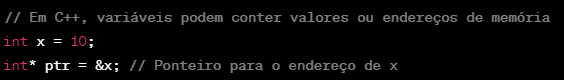 // Em C++, variáveis podem conter valores ou endereços de memória
int x = 10;
int* ptr = &x; // Ponteiro para o endereço de x